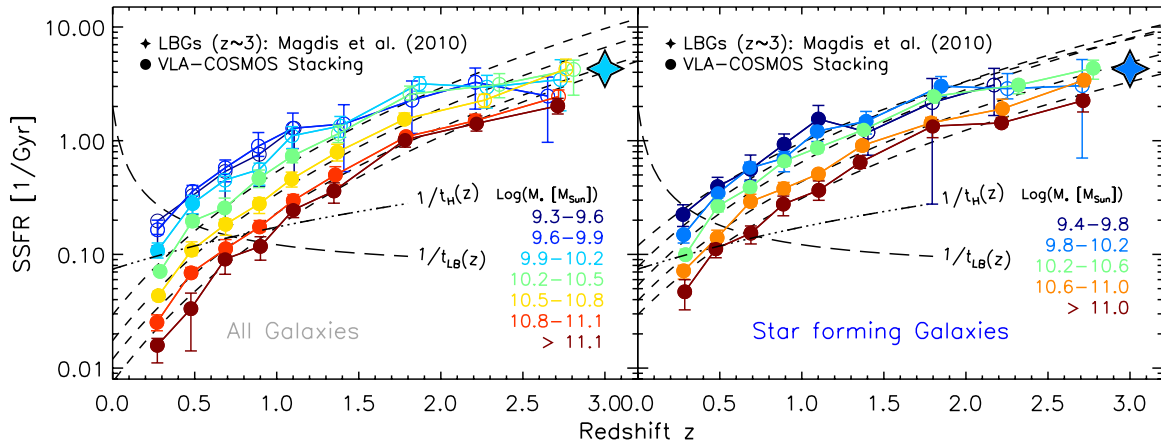 SSFR [1/Gyr]
10.00
1.00
0.10
0.01
✦ LBGs (z~3): Magdis et al. (2010)
● VLA-COSMOS Stacking
1/t_H(z)
1/t_LB(z)
Log(M* [M_Sun])
9.3-9.6
9.6-9.9
9.9-10.2
10.2-10.5
10.5-10.8
10.8-11.1
> 11.1
All Galaxies
0.0 0.5 1.0 1.5 2.0 2.5 3.0
✦ LBGs (z~3): Magdis et al. (2010)
● VLA-COSMOS Stacking
1/t_H(z)
1/t_LB(z)
Log(M* [M_Sun])
9.4-9.8
9.8-10.2
10.2-10.6
10.6-11.0
> 11.0
Star forming Galaxies
0.5 1.0 1.5 2.0 2.5 3.0
Redshift z